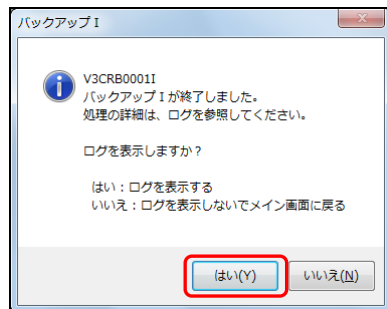 バックアップⅠ
V3CRB0001I
バックアップⅠが終了しました。
処理の詳細は、ログを参照してください。
ログを表示しますか？
はい：ログを表示する
いいえ：ログを表示しないでメイン画面に戻る
はい(Y) いいえ(N)